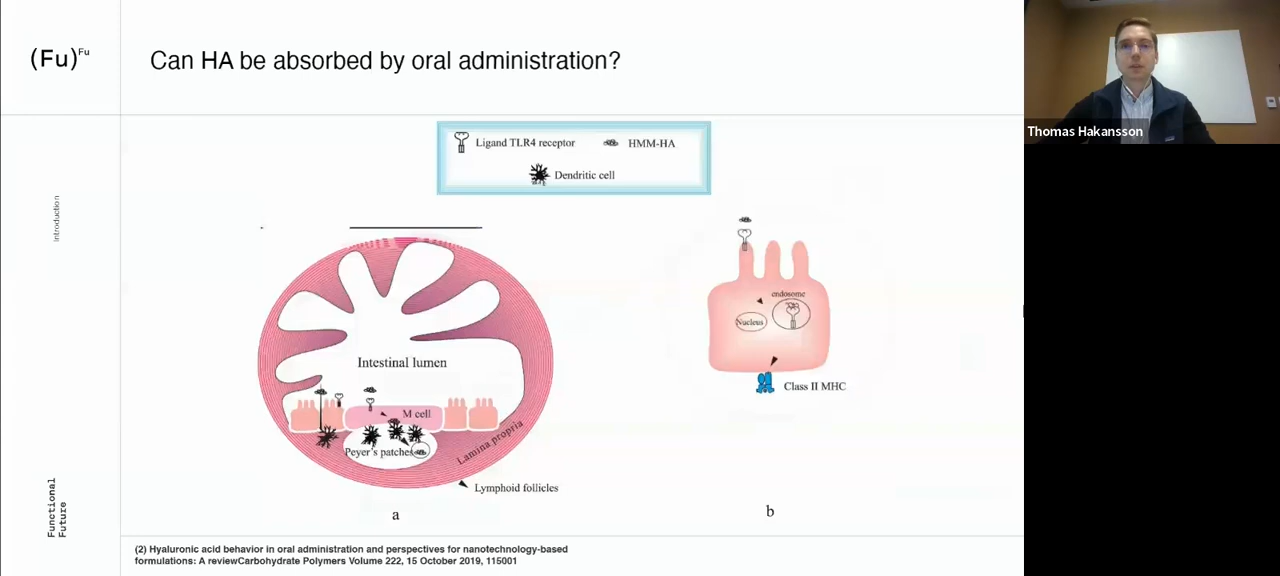 (Fu)Fu
Can HA be absorbed by oral administration?
Thomas Hakansson
Ligand TLR4 receptor
HMM-HA
Dendritic cell
Introduction
endosome
Nucleus
Intestinal lumen
Class II MHC
M cell
Peyer's patches
Lamina propria
Lymphoid follicles
a
b
Functional
Future
(2) Hyaluronic acid behavior in oral administration and perspectives for nanotechnology-based
formulations: A reviewCarbohydrate Polymers Volume 222, 15 October 2019, 115001